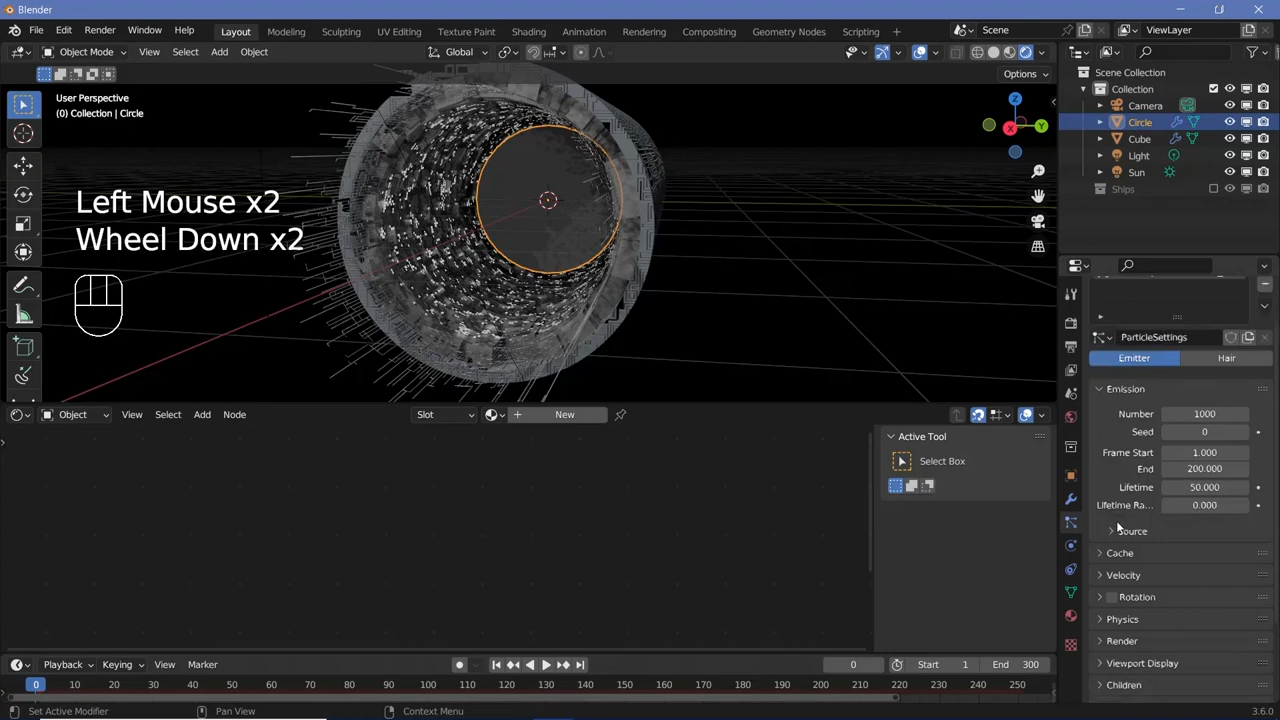 Blender
File Edit Render Window Help Layout Modeling Sculpting UV Editing Texture Paint Shading Animation Rendering Compositing Geometry Nodes Scripting + Scene ViewLayer
Object Mode View Select Add Object Global
Options
User Perspective
(0) Collection | Circle
Z
X
Y
Left Mouse x2
Wheel Down x2
Scene Collection
Collection
Camera
Circle
Cube
Light
Sun
Ships
ParticleSettings
Emitter Hair
Emission
Number 1000
Seed 0
Frame Start 1.000
End 200.000
Lifetime 50.000
Lifetime Ra... 0.000
Source
Cache
Velocity
Rotation
Physics
Render
Viewport Display
Children
Object View Select Add Node Slot + New
Active Tool
Select Box
Playback Keying View Marker 0 Start 1 End 300
0 10 20 30 40 50 60 70 80 90 100 110 120 130 140 150 160 170 180 190 200 210 220 230 240 250
Set Active Modifier Pan View Context Menu 3.6.0